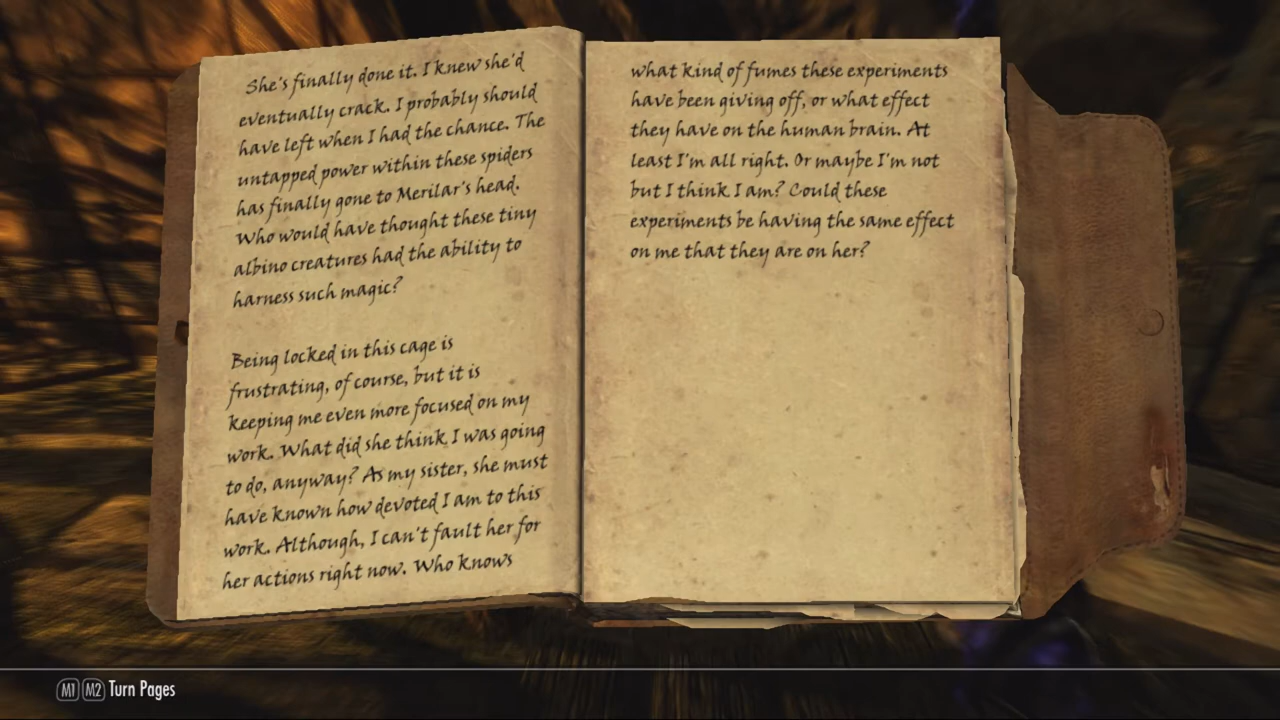 She's finally done it. I knew she'd
eventually crack. I probably should
have left when I had the chance. The
untapped power within these spiders
has finally gone to Merilar's head.
Who would have thought these tiny
albino creatures had the ability to
harness such magic?
Being locked in this cage is
frustrating, of course, but it is
keeping me even more focused on my
work. What did she think I was going
to do, anyway? As my sister, she must
have known how devoted I am to this
work. Although, I can't fault her for
her actions right now. Who knows
what kind of fumes these experiments
have been giving off, or what effect
they have on the human brain. At
least I'm all right. Or maybe I'm not
but I think I am? Could these
experiments be having the same effect
on me that they are on her?
M1 M2 Turn Pages